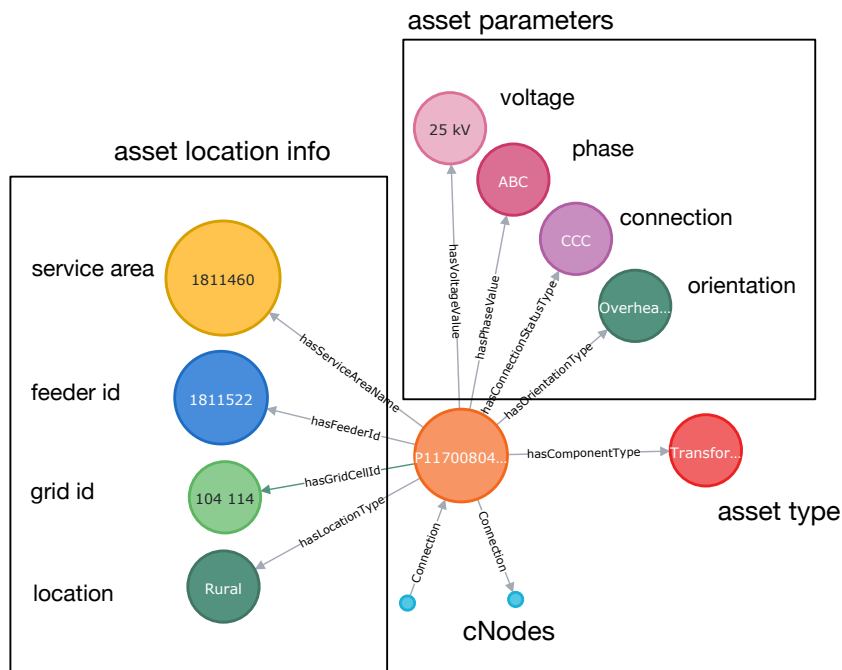 asset parameters
voltage
25 kV
phase
ABC
connection
CCC
orientation
Overhea...
hasVoltageValue
hasPhaseValue
hasConnectionStatusType
hasOrientationType
asset location info
service area
1811460
hasServiceAreaName
feeder id
1811522
hasFeederId
grid id
104 114
hasGridCellId
location
Rural
hasLocationType
P11700804...
hasComponentType
Transfor...
asset type
Connection
Connection
cNodes